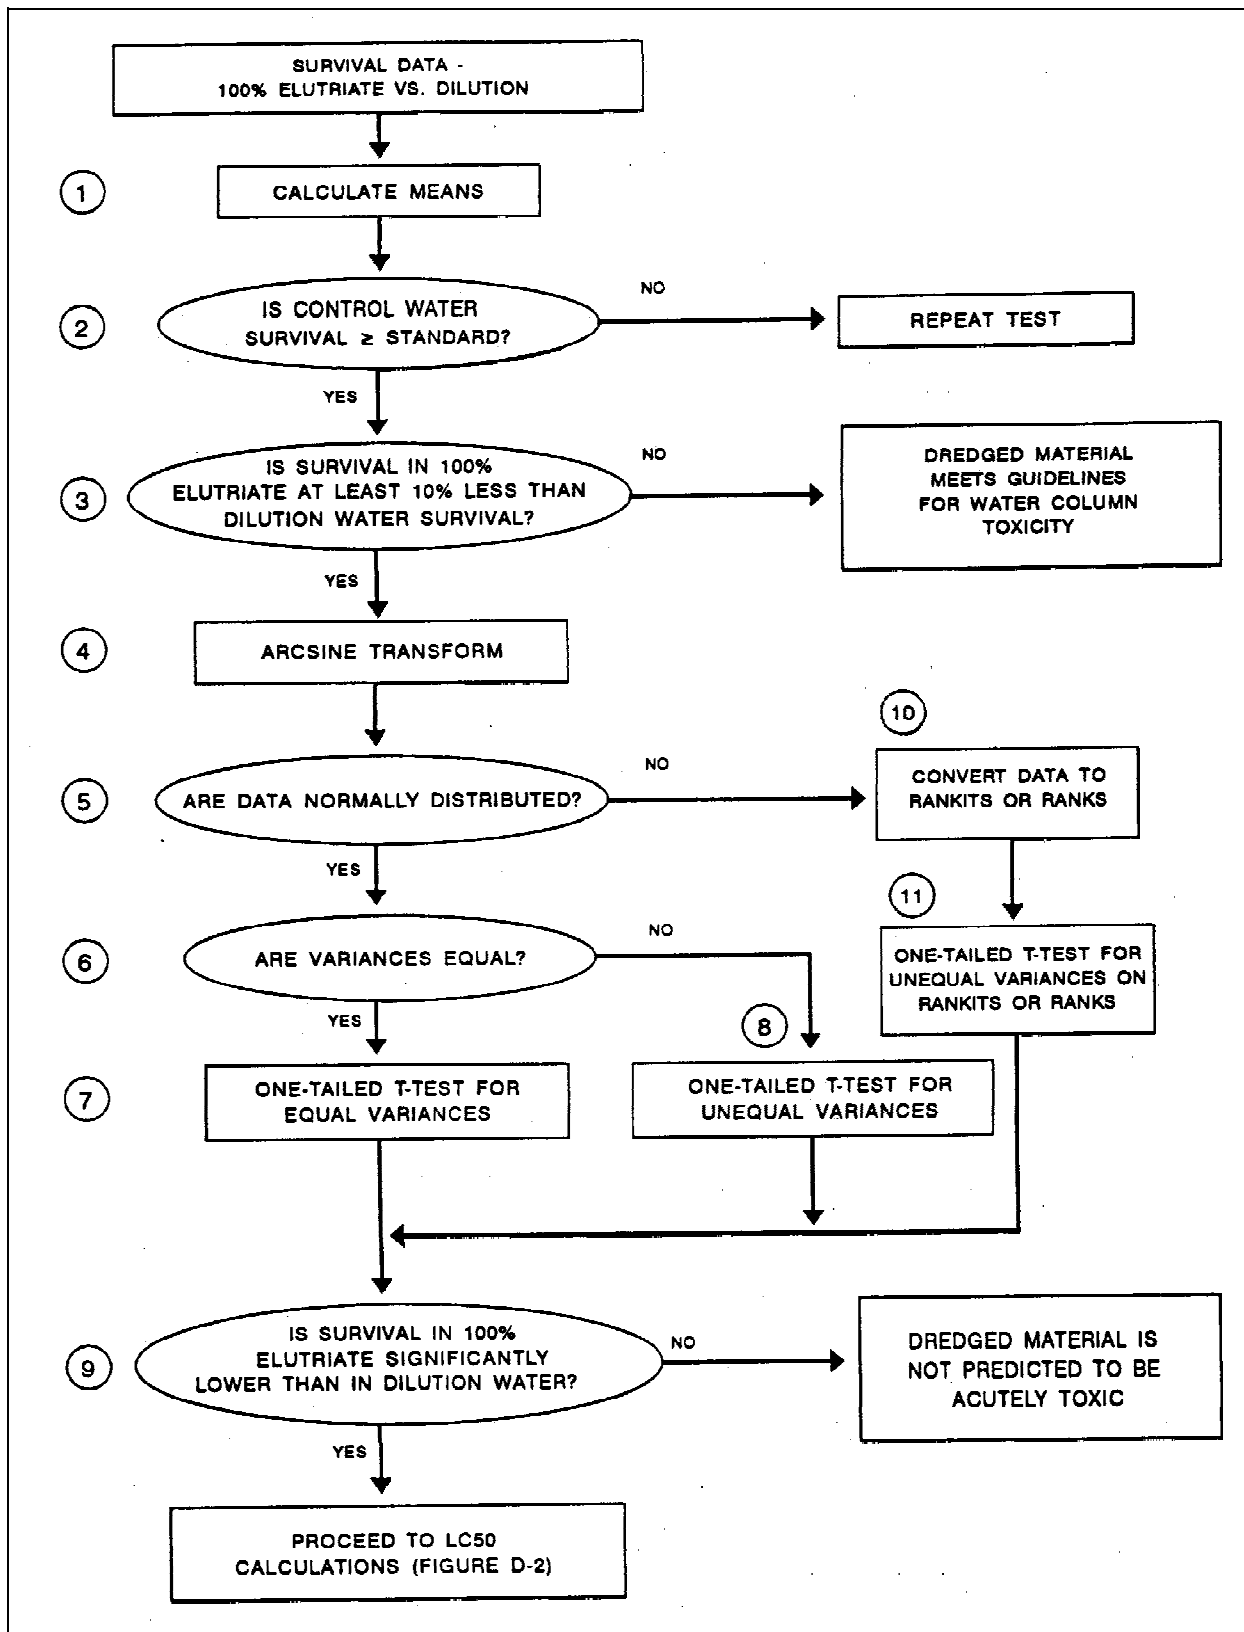 SURVIVAL DATA -
100% ELUTRIATE VS. DILUTION
1
CALCULATE MEANS
2
IS CONTROL WATER
SURVIVAL ≥ STANDARD?
NO
REPEAT TEST
YES
3
IS SURVIVAL IN 100%
ELUTRIATE AT LEAST 10% LESS THAN
DILUTION WATER SURVIVAL?
NO
DREDGED MATERIAL
MEETS GUIDELINES
FOR WATER COLUMN
TOXICITY
YES
4
ARCSINE TRANSFORM
5
ARE DATA NORMALLY DISTRIBUTED?
NO
10
CONVERT DATA TO
RANKITS OR RANKS
YES
11
ONE-TAILED T-TEST FOR
UNEQUAL VARIANCES ON
RANKITS OR RANKS
6
ARE VARIANCES EQUAL?
NO
YES
8
ONE-TAILED T-TEST FOR
UNEQUAL VARIANCES
7
ONE-TAILED T-TEST FOR
EQUAL VARIANCES
9
IS SURVIVAL IN 100%
ELUTRIATE SIGNIFICANTLY
LOWER THAN IN DILUTION WATER?
NO
DREDGED MATERIAL IS
NOT PREDICTED TO BE
ACUTELY TOXIC
YES
PROCEED TO LC50
CALCULATIONS (FIGURE D-2)